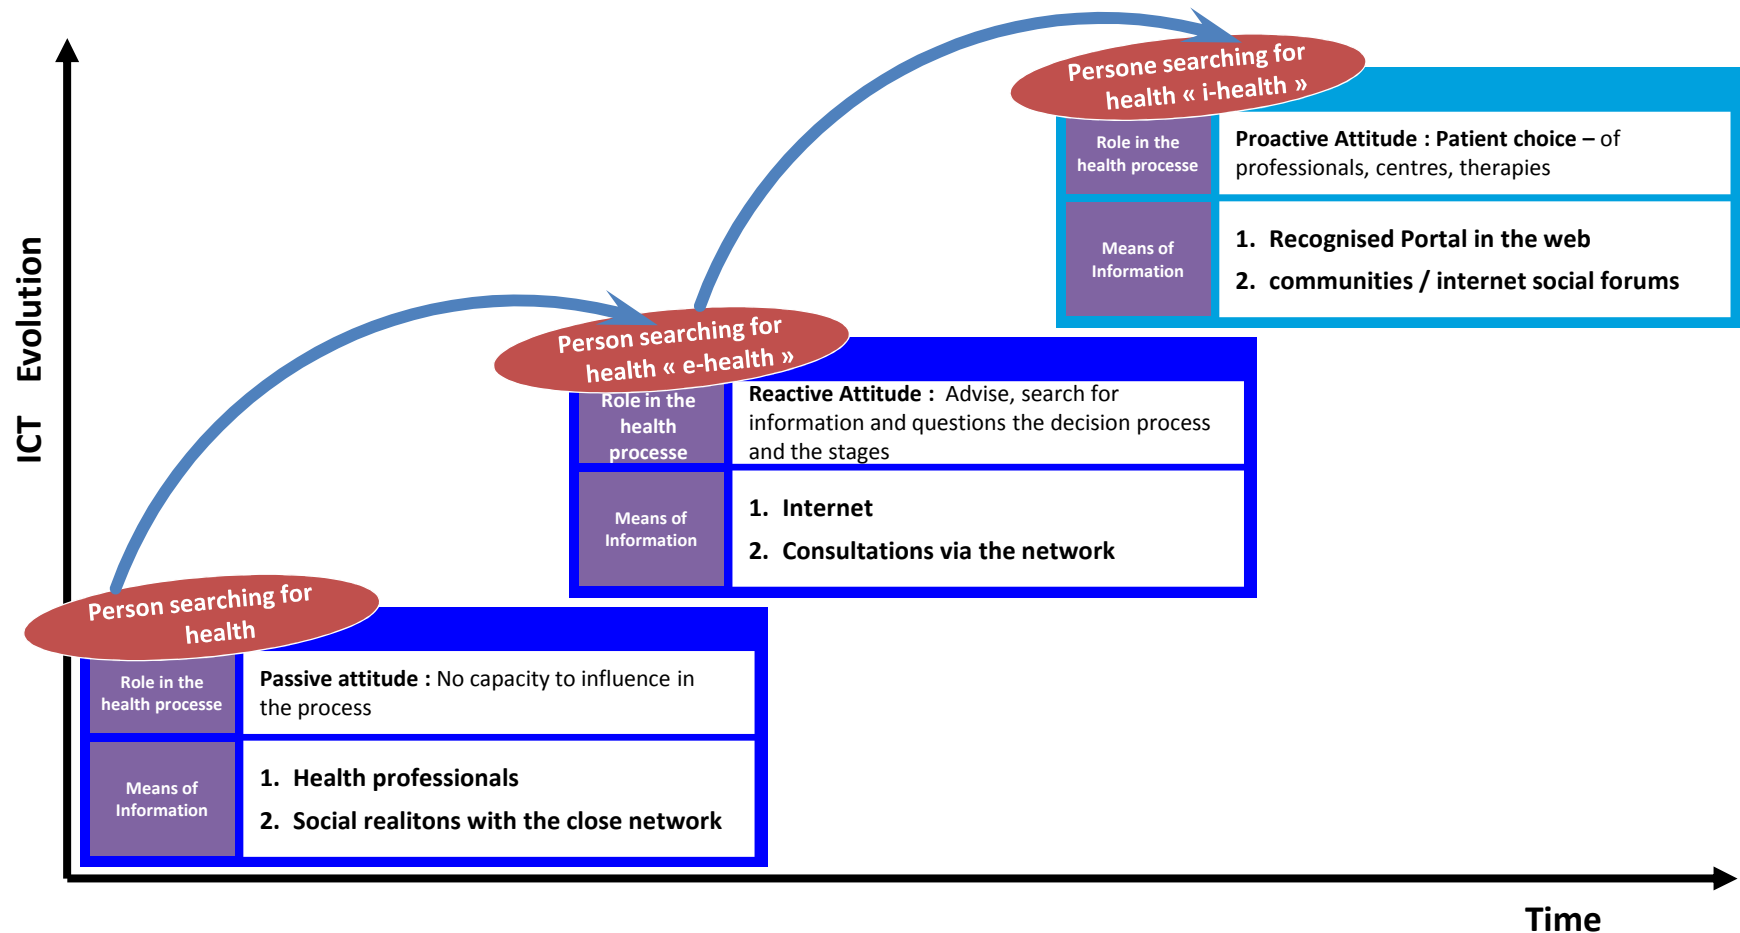 ICT Evolution
Persone searching for
health « i-health »
Role in the
health processe
Proactive Attitude : Patient choice – of
professionals, centres, therapies
Means of
Information
1. Recognised Portal in the web
2. communities / internet social forums
Person searching for
health « e-health »
Role in the
health
processe
Reactive Attitude : Advise, search for
information and questions the decision process
and the stages
Means of
Information
1. Internet
2. Consultations via the network
Person searching for
health
Role in the
health processe
Passive attitude : No capacity to influence in
the process
Means of
Information
1. Health professionals
2. Social realitons with the close network
Time